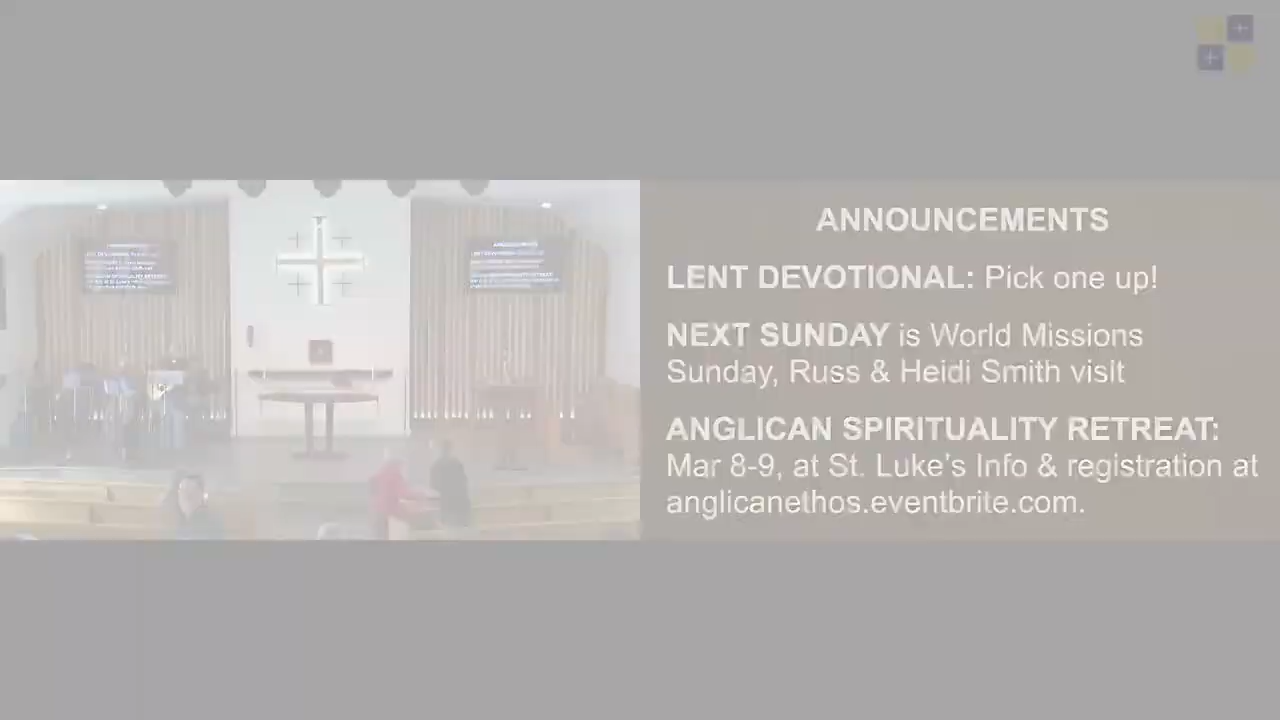 ANNOUNCEMENTS
LENT DEVOTIONAL: Pick one up!
NEXT SUNDAY is World Missions
Sunday, Russ & Heidi Smith visit
ANGLICAN SPIRITUALITY RETREAT:
Mar 8-9, at St. Luke's Info & registration at
anglicanethos.eventbrite.com.